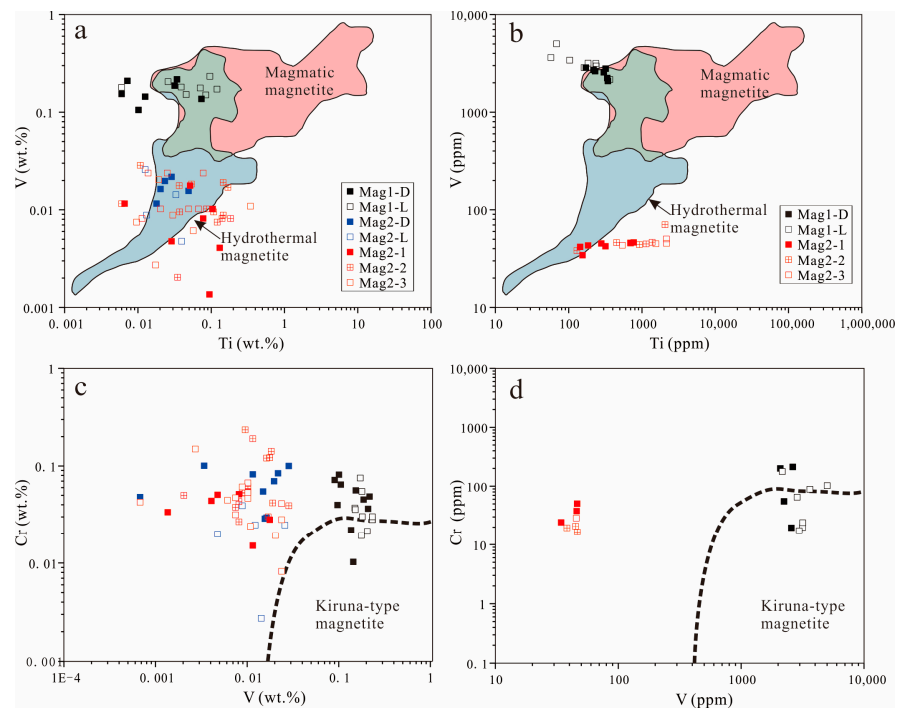 a
1
0.1
0.01
0.001
V (wt.%)
0.001
0.01
0.1
1
10
100
Ti (wt.%)
Magmatic
magnetite
Hydrothermal
magnetite
Mag1-D
Mag1-L
Mag2-D
Mag2-L
Mag2-1
Mag2-2
Mag2-3
b
10,000
1000
100
10
V (ppm)
10
100
1000
10,000
100,000
1,000,000
Ti (ppm)
Magmatic
magnetite
Hydrothermal
magnetite
Mag1-D
Mag1-L
Mag2-1
Mag2-2
Mag2-3
c
1
0.1
0.01
0.001
Cr (wt.%)
1E-4
0.001
0.01
0.1
1
V (wt.%)
Kiruna-type
magnetite
d
10,000
1000
100
10
1
0.1
Cr (ppm)
10
100
1000
10,000
V (ppm)
Kiruna-type
magnetite